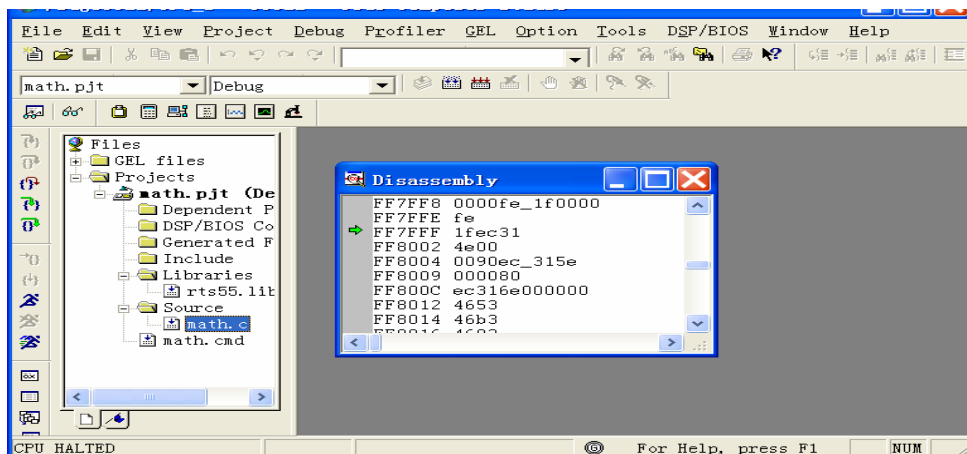 File Edit View Project Debug Profiler GEL Option Tools DSP/BIOS Window Help
math.pjt Debug
Files
GEL files
Projects
math.pjt (De
Dependent P
DSP/BIOS Co
Generated F
Include
Libraries
rts55.lib
Source
math.c
math.cmd
Disassembly
FF7FF8 0000fe_1f0000
FF7FFE fe
FF7FFF 1fec31
FF8002 4e00
FF8004 0090ec_315e
FF8009 000080
FF800C ec316e000000
FF8012 4653
FF8014 46b3
CPU HALTED For Help, press F1 NUM